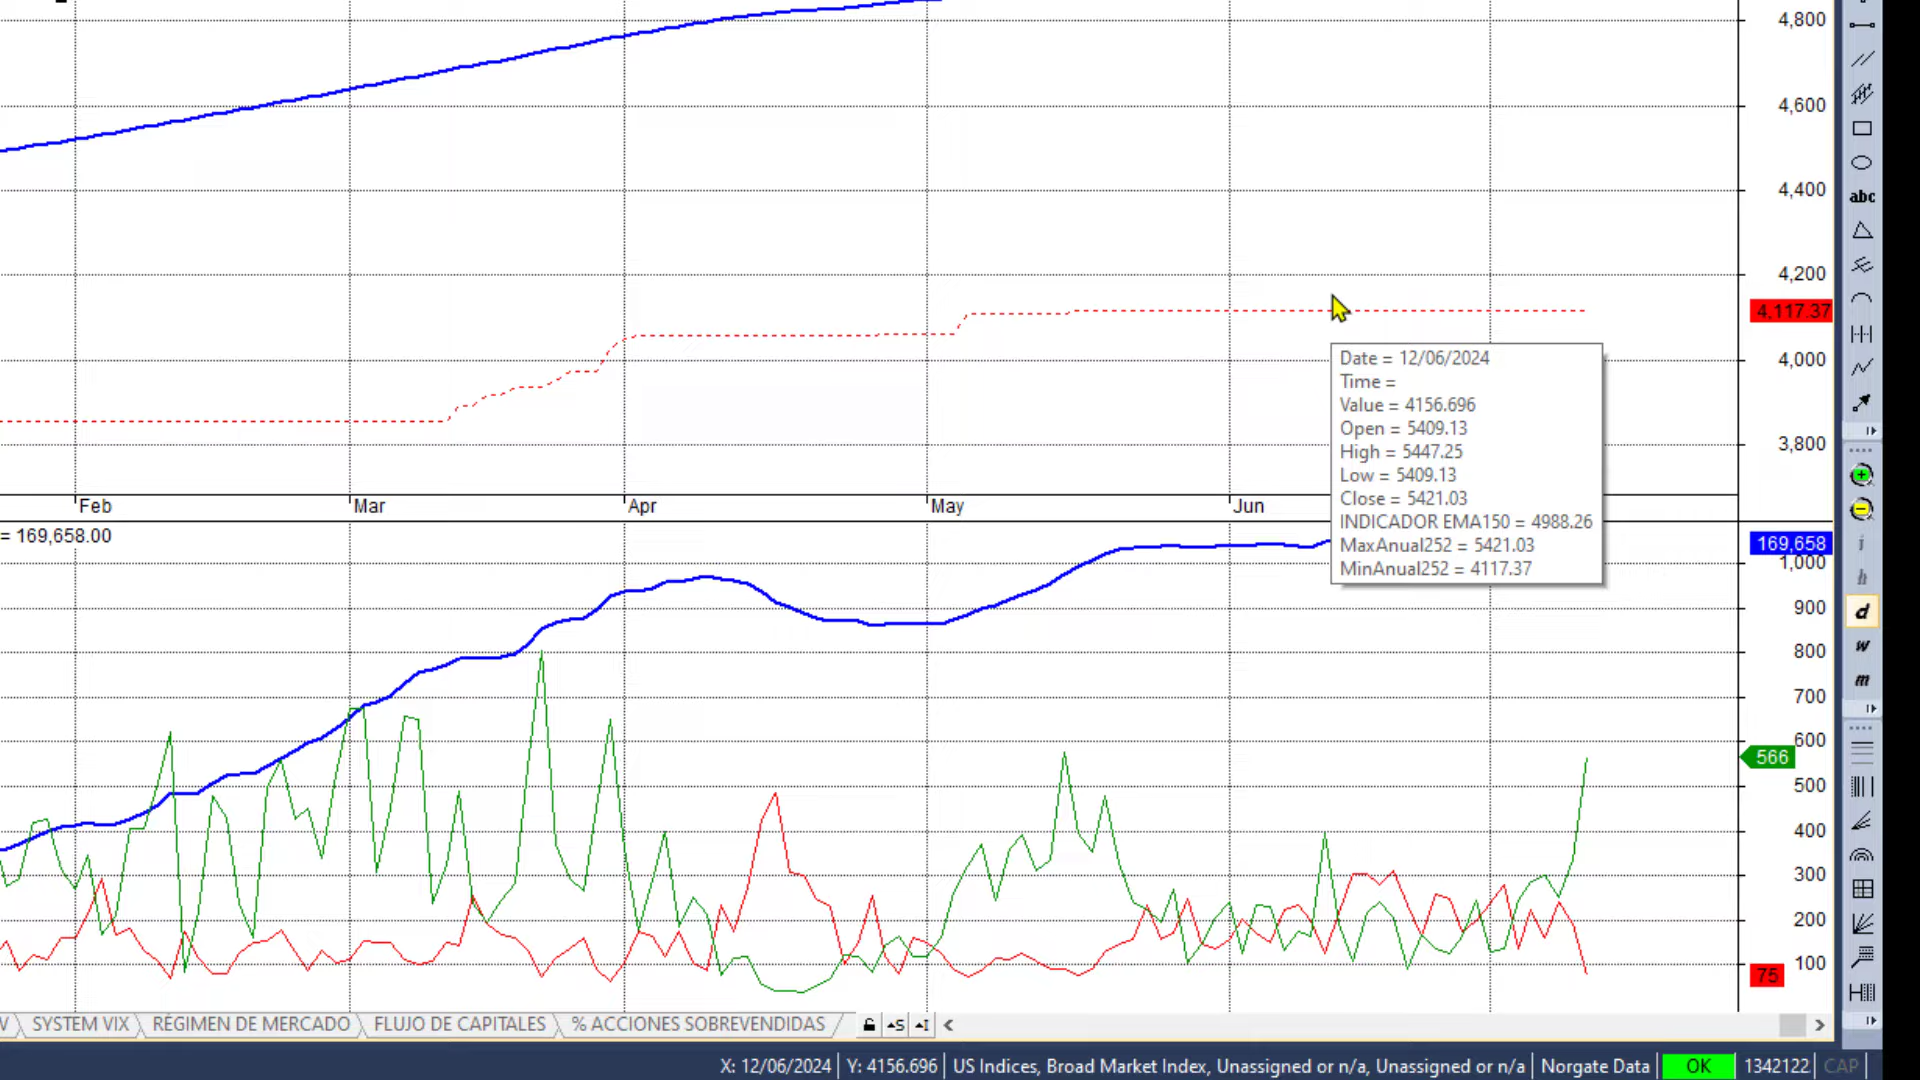 4,800
4,600
4,400
4,200
4,117.37
4,000
3,800
Date = 12/06/2024
Time =
Value = 4156.696
Open = 5409.13
High = 5447.25
Low = 5409.13
Close = 5421.03
INDICADOR EMA150 = 4988.26
MaxAnual252 = 5421.03
MinAnual252 = 4117.37
Feb Mar Apr May Jun
= 169,658.00
169,658
1,000
900
800
700
600
566
500
400
300
200
100
75
abc
i
h
d
w
m
V SYSTEM VIX RÉGIMEN DE MERCADO FLUJO DE CAPITALES % ACCIONES SOBREVENDIDAS S I
X: 12/06/2024 Y: 4156.696 US Indices, Broad Market Index, Unassigned or n/a, Unassigned or n/a Norgate Data OK 1342122 CAP